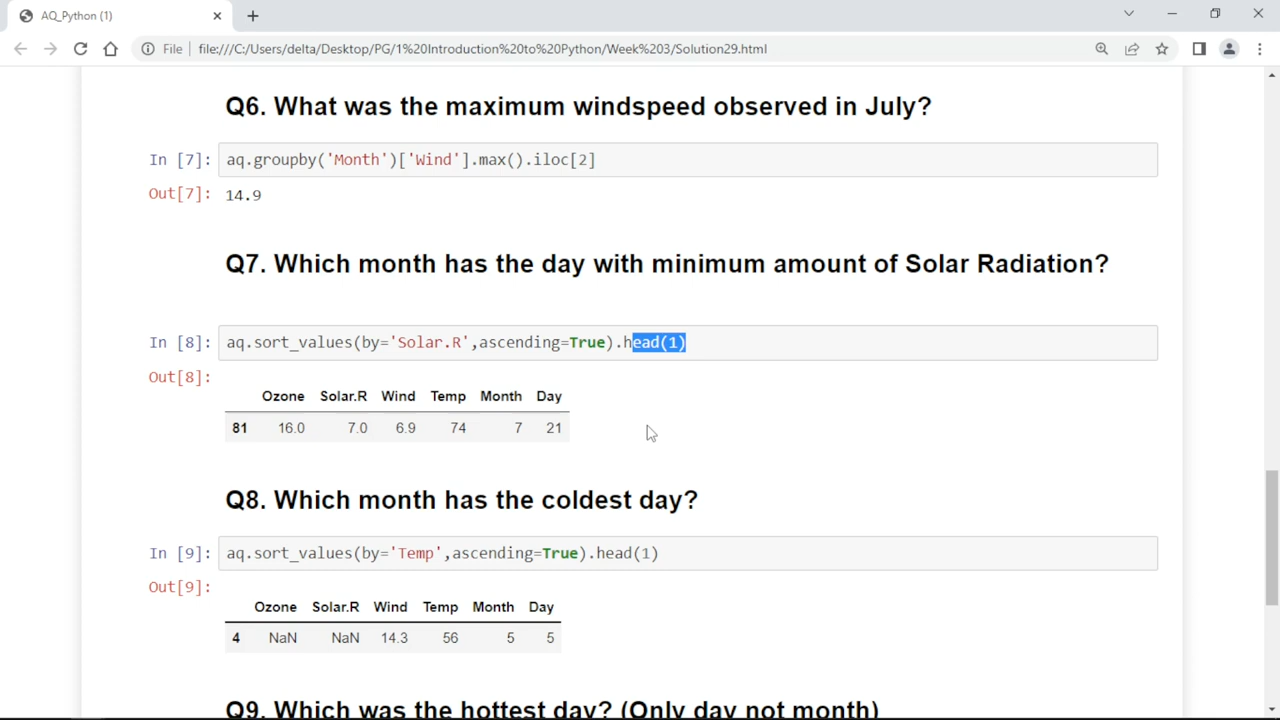 AQ_Python (1)
File
file:///C:/Users/delta/Desktop/PG/1%20Introduction%20to%20Python/Week%203/Solution29.html
Q6. What was the maximum windspeed observed in July?
In [7]: aq.groupby('Month')['Wind'].max().iloc[2]
Out[7]: 14.9
Q7. Which month has the day with minimum amount of Solar Radiation?
In [8]: aq.sort_values(by='Solar.R',ascending=True).head(1)
Out[8]:
Ozone Solar.R Wind Temp Month Day
81 16.0 7.0 6.9 74 7 21
Q8. Which month has the coldest day?
In [9]: aq.sort_values(by='Temp',ascending=True).head(1)
Out[9]:
Ozone Solar.R Wind Temp Month Day
4 NaN NaN 14.3 56 5 5
Q9. Which was the hottest day? (Only day not month)